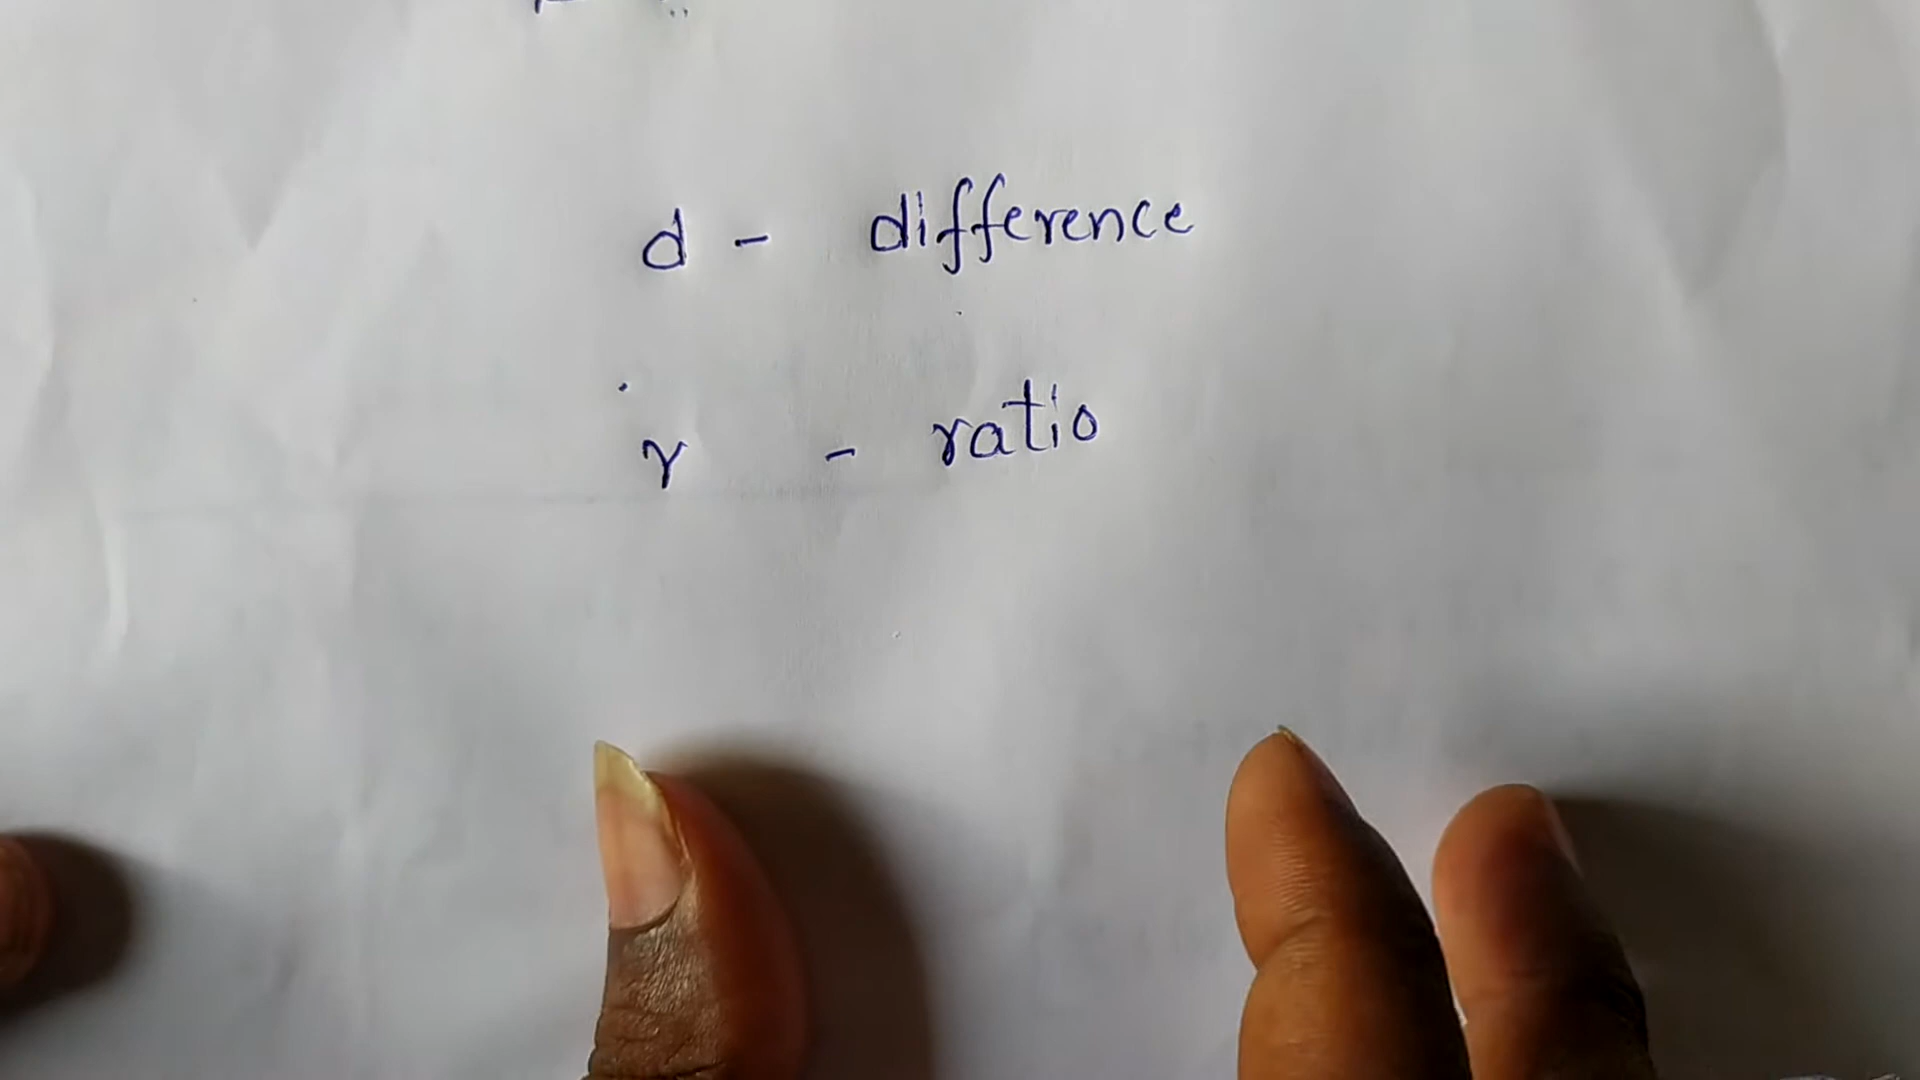 d - difference
r - ratio